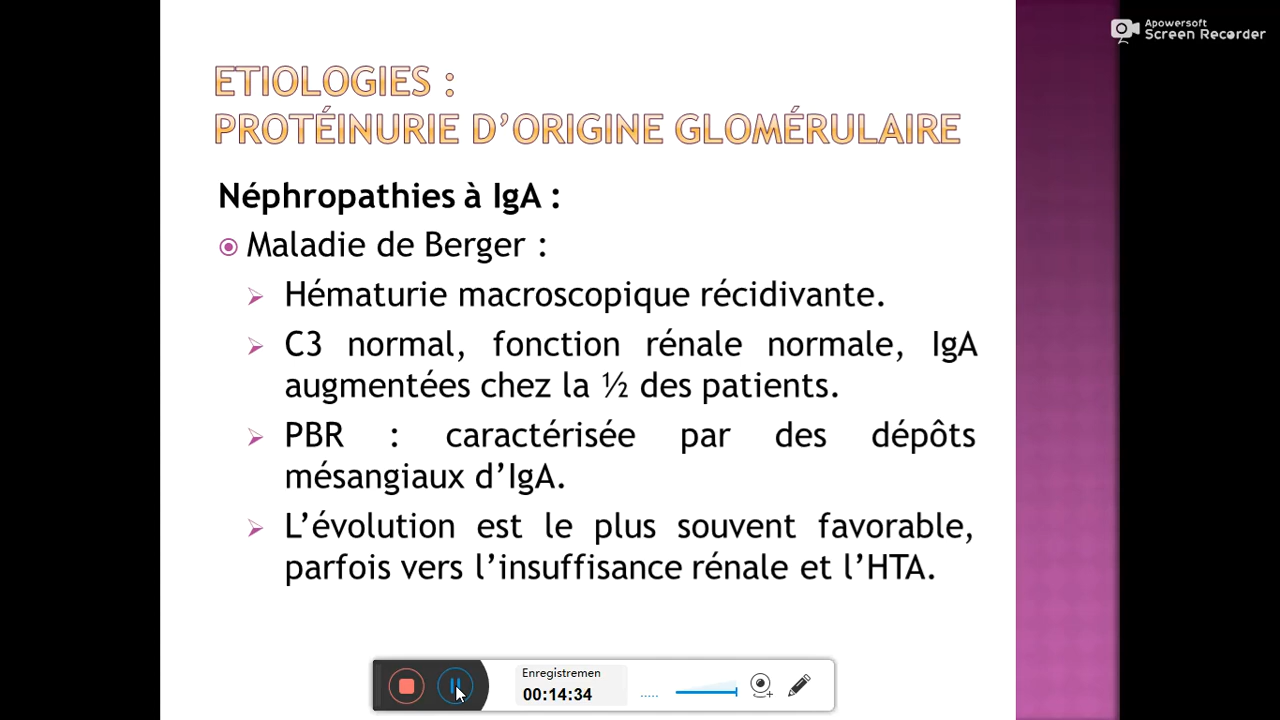 Apowersoft
Screen Recorder
ETIOLOGIES :
PROTÉINURIE D’ORIGINE GLOMÉRULAIRE
Néphropathies à IgA :
Maladie de Berger :
Hématurie macroscopique récidivante.
C3 normal, fonction rénale normale, IgA
augmentées chez la ½ des patients.
PBR : caractérisée par des dépôts
mésangiaux d’IgA.
L’évolution est le plus souvent favorable,
parfois vers l’insuffisance rénale et l’HTA.
Enregistremen
00:14:34